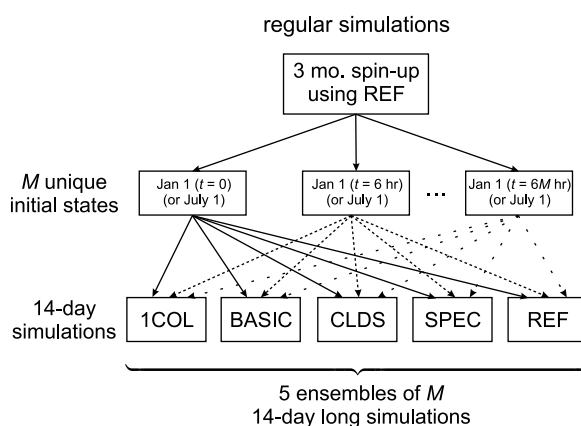 regular simulations
3 mo. spin-up
using REF
M unique
initial states
Jan 1 (t = 0)
(or July 1)
Jan 1 (t = 6 hr)
(or July 1)
...
Jan 1 (t = 6M hr)
(or July 1)
14-day
simulations
1COL
BASIC
CLDS
SPEC
REF
5 ensembles of M
14-day long simulations